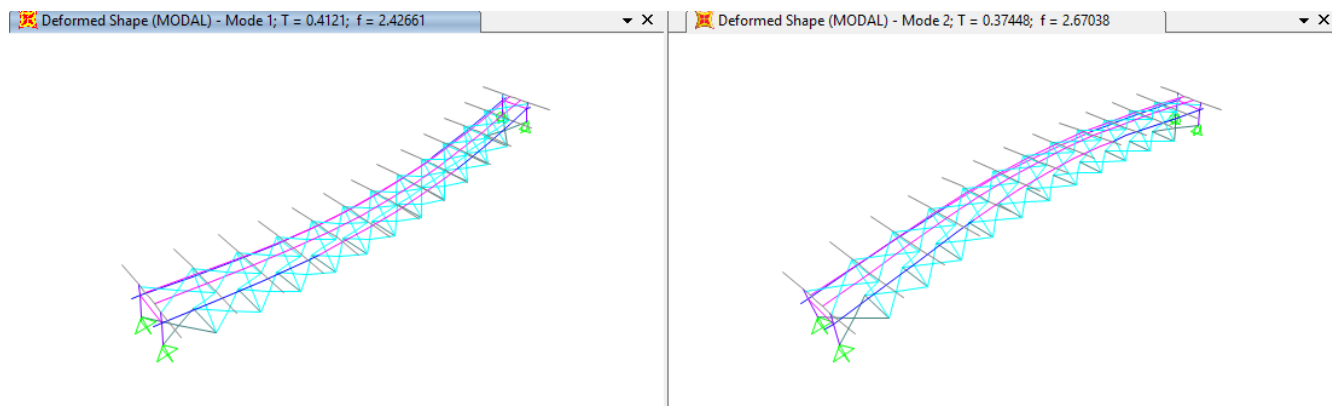 Deformed Shape (MODAL) - Mode 1; T = 0.4121; f = 2.42661
Deformed Shape (MODAL) - Mode 2; T = 0.37448; f = 2.67038